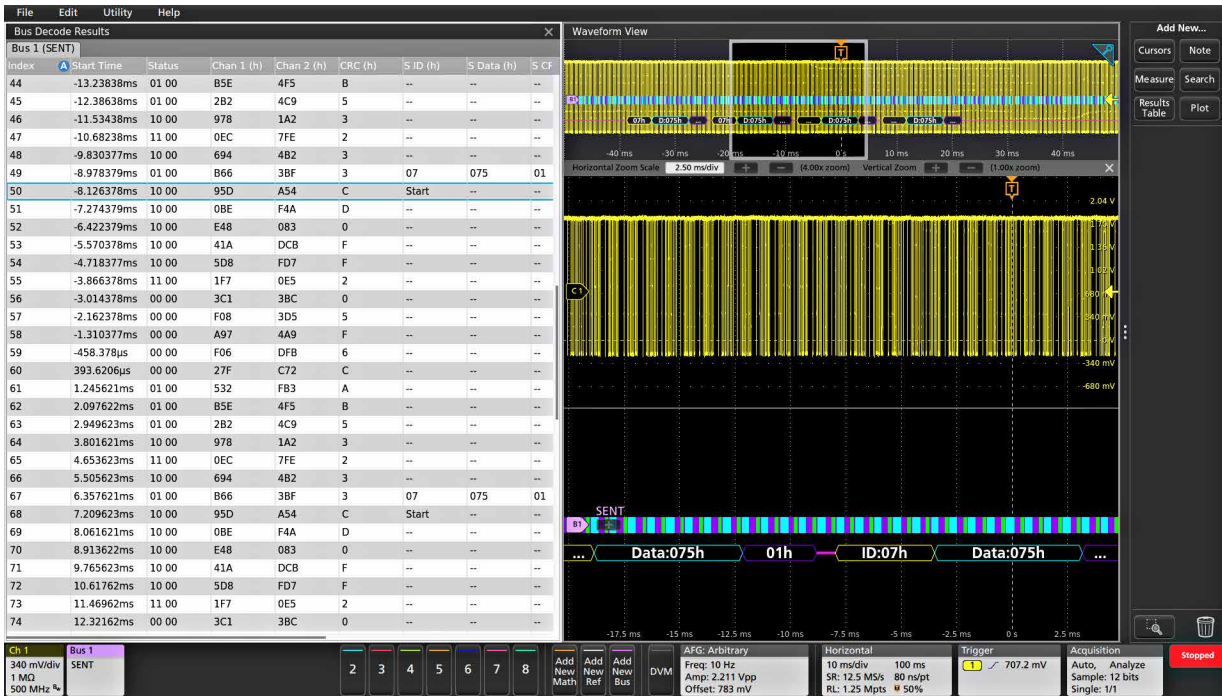 File Edit Utility Help
Bus Decode Results
Bus 1 (SENT)
Index Start Time Status Chan 1 (h) Chan 2 (h) CRC (h) S ID (h) S Data (h) S CF
44 -13.23838ms 01 00 B5E 4F5 B -- -- --
45 -12.38638ms 01 00 2B2 4C9 5 -- -- --
46 -11.53438ms 10 00 978 1A2 3 -- -- --
47 -10.68238ms 11 00 0EC 7FE 2 -- -- --
48 -9.830377ms 10 00 694 4B2 3 -- -- --
49 -8.978379ms 01 00 B66 3BF 3 07 075 01
50 -8.126378ms 10 00 95D A54 C Start -- --
51 -7.274379ms 10 00 0BE F4A D -- -- --
52 -6.422379ms 10 00 E48 083 0 -- -- --
53 -5.570378ms 10 00 41A DCB F -- -- --
54 -4.718377ms 10 00 5D8 FD7 F -- -- --
55 -3.866378ms 11 00 1F7 0E5 2 -- -- --
56 -3.014378ms 00 00 3C1 3BC 0 -- -- --
57 -2.162378ms 00 00 F08 3D5 5 -- -- --
58 -1.310377ms 00 00 A97 4A9 F -- -- --
59 -458.378µs 00 00 F06 DFB 6 -- -- --
60 393.6206µs 00 00 27F C72 C -- -- --
61 1.245621ms 01 00 532 FB3 A -- -- --
62 2.097622ms 01 00 B5E 4F5 B -- -- --
63 2.949623ms 01 00 2B2 4C9 5 -- -- --
64 3.801621ms 10 00 978 1A2 3 -- -- --
65 4.653623ms 11 00 0EC 7FE 2 -- -- --
66 5.505623ms 10 00 694 4B2 3 -- -- --
67 6.357621ms 01 00 B66 3BF 3 07 075 01
68 7.209623ms 10 00 95D A54 C Start -- --
69 8.061621ms 10 00 0BE F4A D -- -- --
70 8.913622ms 10 00 E48 083 0 -- -- --
71 9.765623ms 10 00 41A DCB F -- -- --
72 10.61762ms 10 00 5D8 FD7 F -- -- --
73 11.46962ms 11 00 1F7 0E5 2 -- -- --
74 12.32162ms 00 00 3C1 3BC 0 -- -- --
Waveform View
T
B1
07h D:075h ... 07h D:075h ... ... D:075h ... ... D:075h ...
-40 ms -30 ms -20 ms -10 ms 0 s 10 ms 20 ms 30 ms 40 ms
Horizontal Zoom Scale 2.50 ms/div (4.00x zoom) Vertical Zoom (1.00x zoom)
T
2.04 V
1.02 V
680 mV
340 mV
0 V
-340 mV
-680 mV
C1
SENT
B1
... Data:075h 01h ID:07h Data:075h ...
-17.5 ms -15 ms -12.5 ms -10 ms -7.5 ms -5 ms -2.5 ms 0 s 2.5 ms
Add New...
Cursors Note
Measure Search
Results Table Plot
Ch 1
340 mV/div
1 MΩ
500 MHz
Bus 1
SENT
2 3 4 5 6 7 8
Add New Math
Add New Ref
Add New Bus
DVM
AFG: Arbitrary
Freq: 10 Hz
Amp: 2.211 Vpp
Offset: 783 mV
Horizontal
10 ms/div 100 ms
SR: 12.5 MS/s 80 ns/pt
RL: 1.25 Mpts 50%
Trigger
1 707.2 mV
Acquisition
Auto, Analyze
Sample: 12 bits
Single: 1/1
Stopped